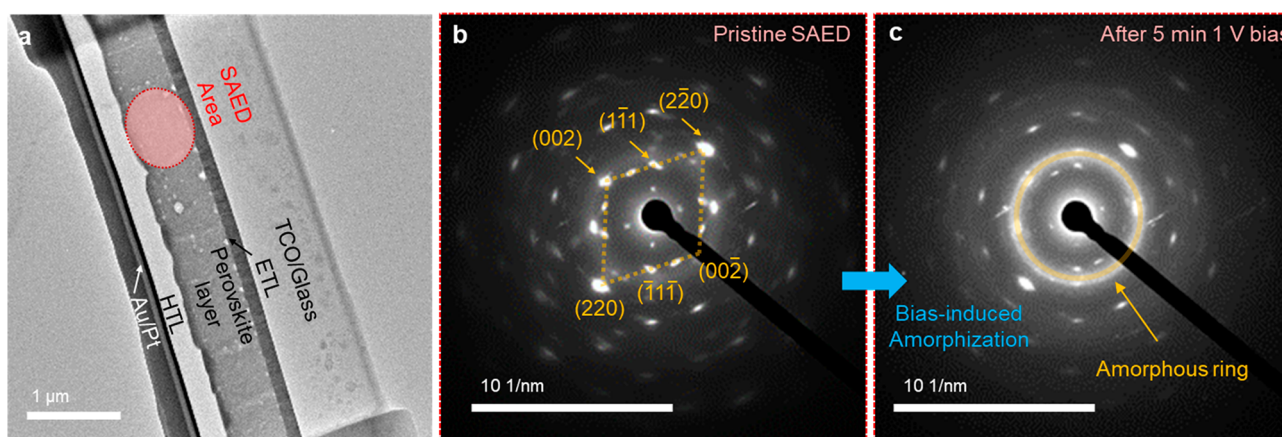 a
SAED
Area
TCO/Glass
ETL
Perovskite
layer
HTL
Au/Pt
1 μm
b
Pristine SAED
(22̄0)
(11̄1)
(002)
(002̄)
(1̄11̄)
(220)
10 1/nm
c
After 5 min 1 V bias
Bias-induced
Amorphization
Amorphous ring
10 1/nm